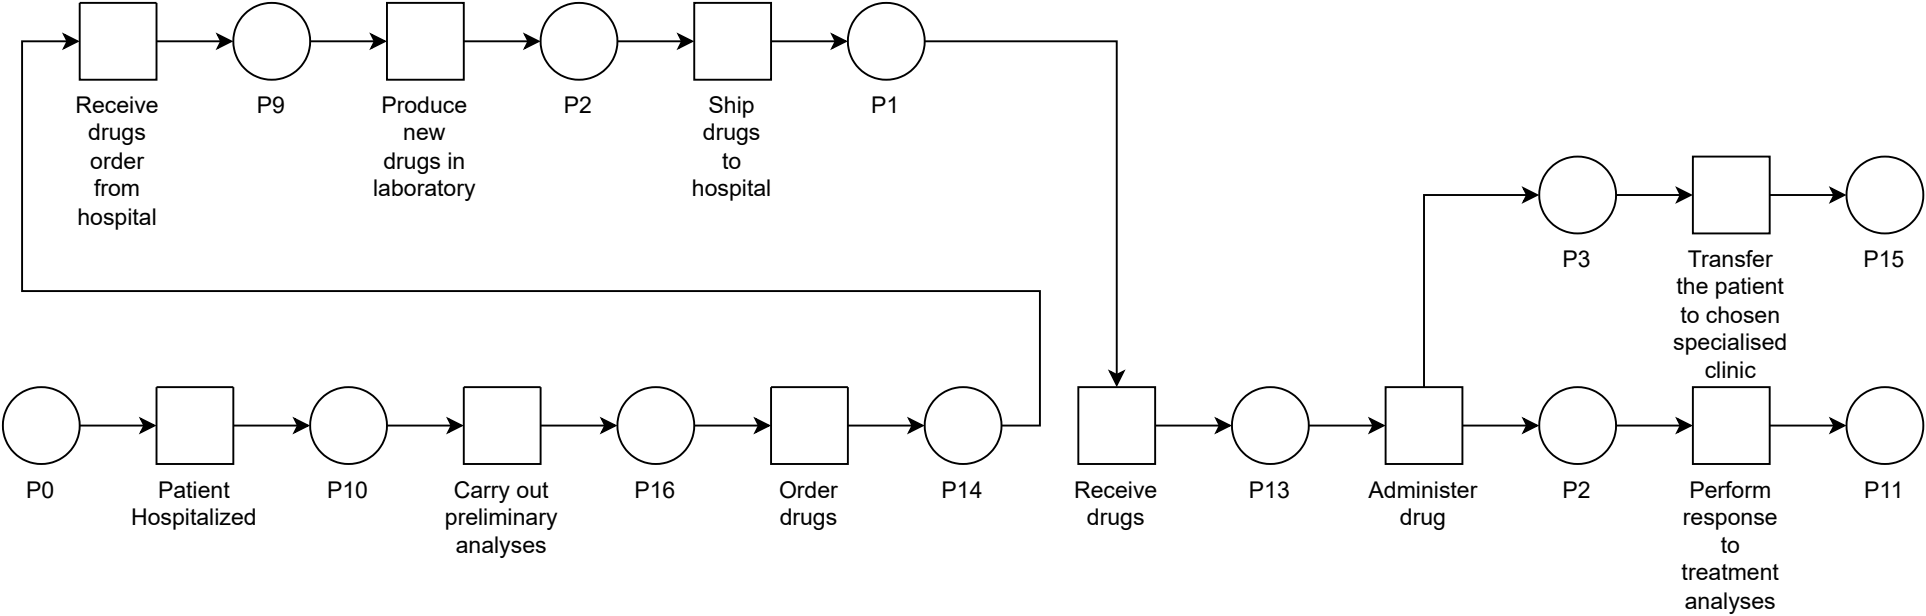 Receive
drugs
order
from
hospital
P9
Produce
new
drugs in
laboratory
P2
Ship
drugs
to
hospital
P1
P3
Transfer
the patient
to chosen
specialised
clinic
P15
P0
Patient
Hospitalized
P10
Carry out
preliminary
analyses
P16
Order
drugs
P14
Receive
drugs
P13
Administer
drug
P2
Perform
response
to
treatment
analyses
P11